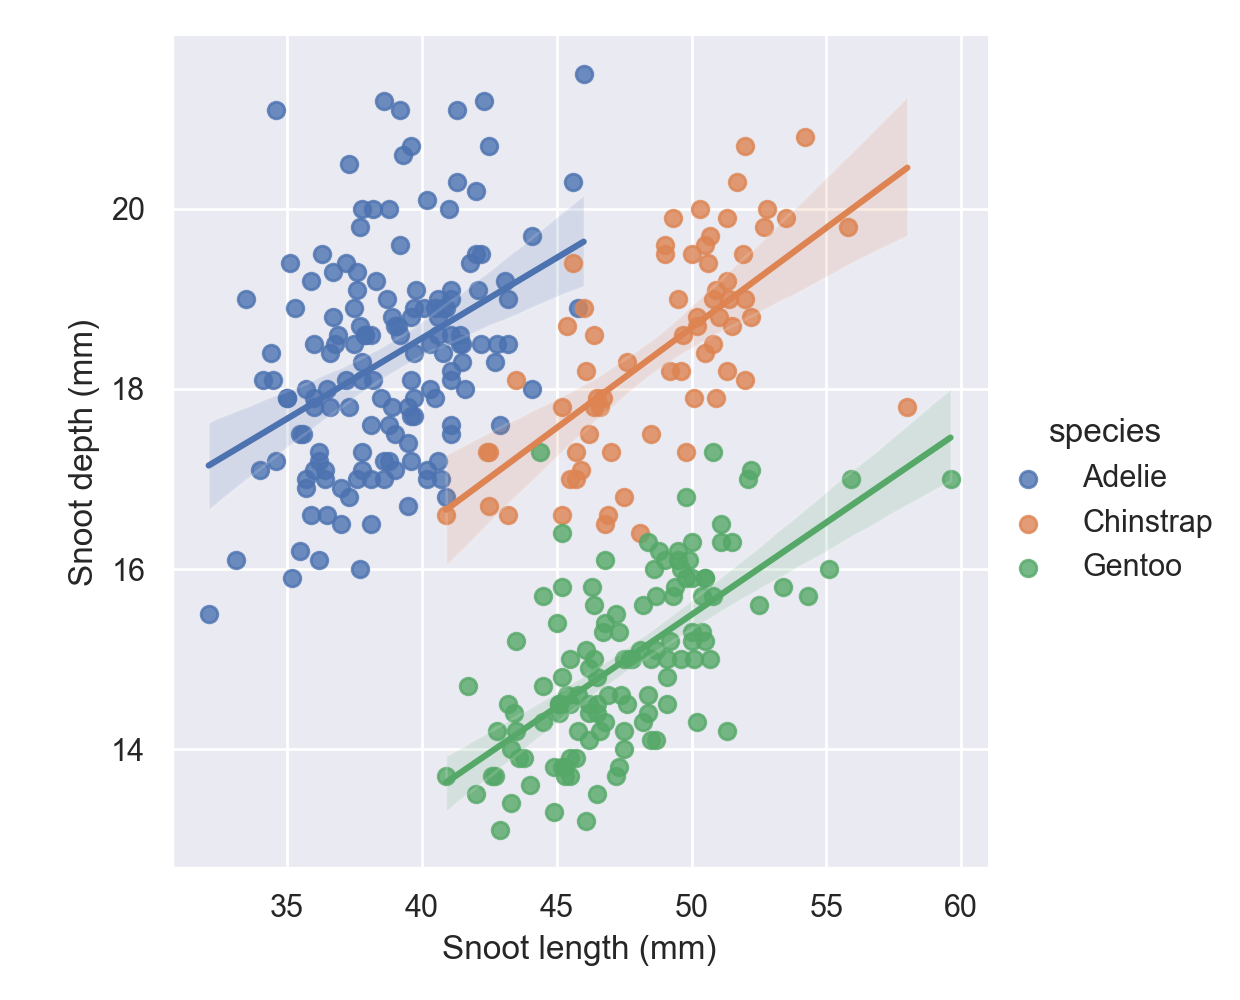 20
18
16
14
Snoot depth (mm)
35
40
45
50
55
60
Snoot length (mm)
species
Adelie
Chinstrap
Gentoo